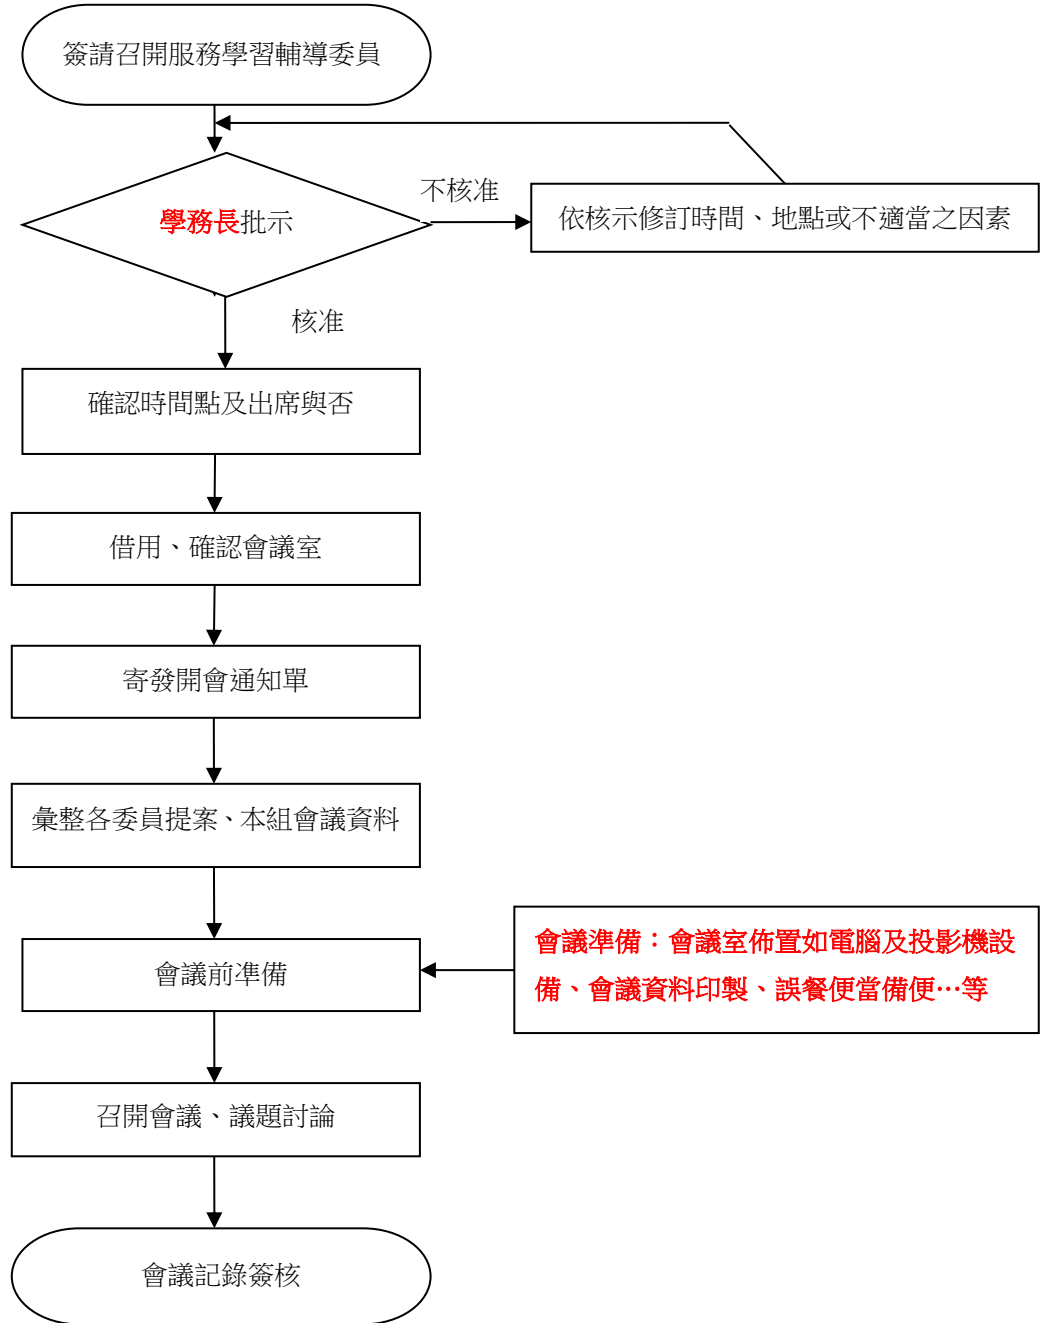 簽請召開服務學習輔導委員
學務長批示
不核准
依核示修訂時間、地點或不適當之因素
核准
確認時間點及出席與否
借用、確認會議室
寄發開會通知單
彙整各委員提案、本組會議資料
會議前準備
會議準備：會議室佈置如電腦及投影機設
備、會議資料印製、誤餐便當備便…等
召開會議、議題討論
會議記錄簽核